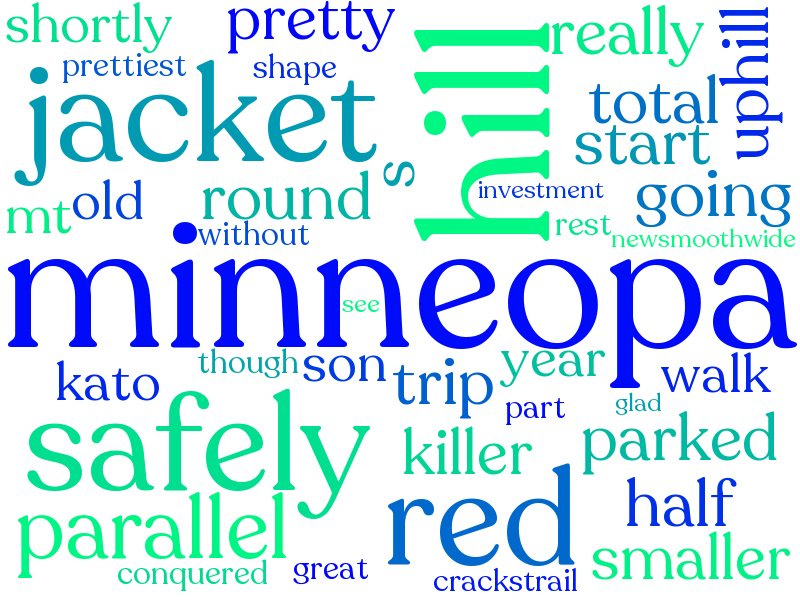 shortly
pretty
really
uphill
prettiest
shape
hill
jacket
total
start
s
investment
going
mt
old
round
rest
newsmoothwide
without
minneopa
see
though
son
year
kato
trip
walk
part
glad
safely
killer
parked
red
half
parallel
smaller
conquered
great
crackstrail